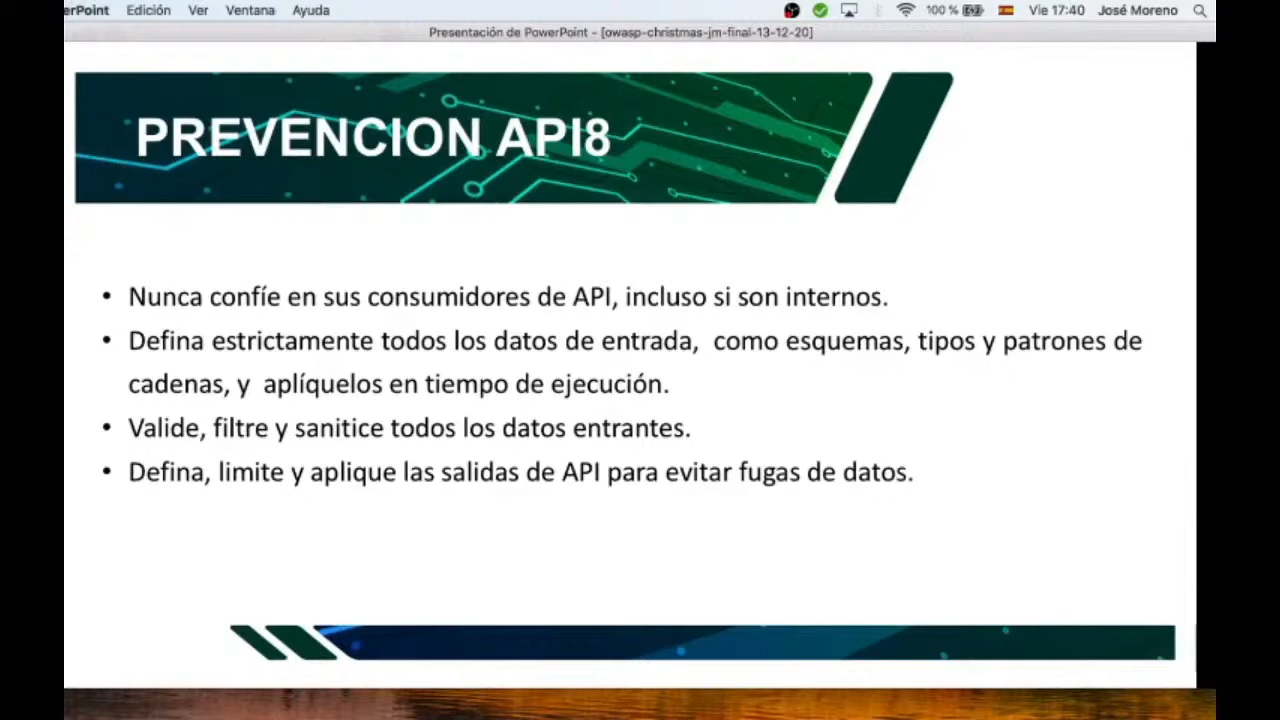 erPoint Edición Ver Ventana Ayuda 100 % Vie 17:40 José Moreno
Presentación de PowerPoint - [owasp-christmas-jm-final-13-12-20]
PREVENCION API8
• Nunca confíe en sus consumidores de API, incluso si son internos.
• Defina estrictamente todos los datos de entrada, como esquemas, tipos y patrones de
cadenas, y aplíquelos en tiempo de ejecución.
• Valide, filtre y sanitice todos los datos entrantes.
• Defina, limite y aplique las salidas de API para evitar fugas de datos.